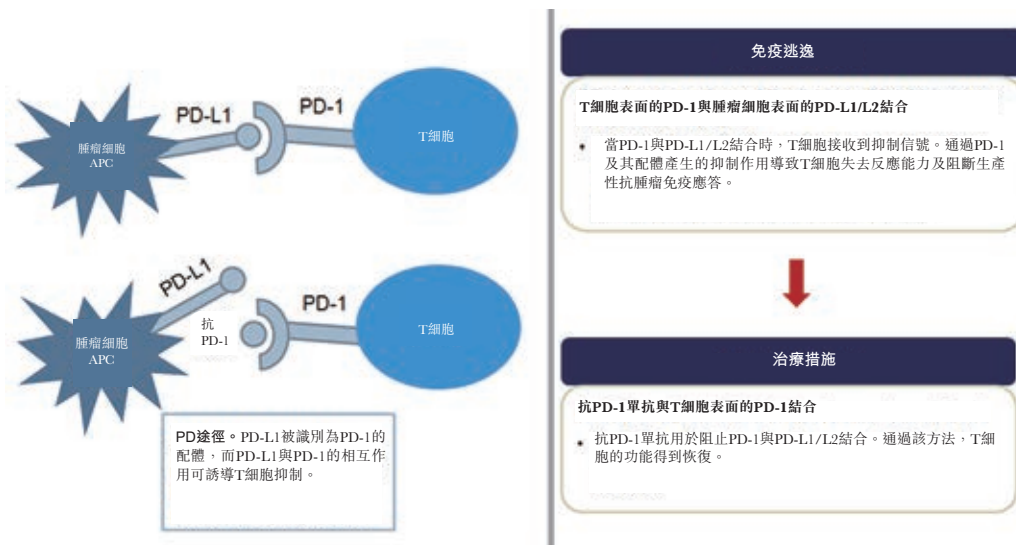 PD-L1
PD-1
腫瘤細胞
APC
T細胞
PD-L1
PD-1
抗
PD-1
腫瘤細胞
APC
T細胞
PD途徑。PD-L1被識別為PD-1的
配體，而PD-L1與PD-1的相互作
用可誘導T細胞抑制。
免疫逃逸
T細胞表面的PD-1與腫瘤細胞表面的PD-L1/L2結合
• 當PD-1與PD-L1/L2結合時，T細胞接收到抑制信號。通過PD-1
及其配體產生的抑制作用導致T細胞失去反應能力及阻斷生產
性抗腫瘤免疫應答。
治療措施
抗PD-1單抗與T細胞表面的PD-1結合
• 抗PD-1單抗用於阻止PD-1與PD-L1/L2結合。通過該方法，T細
胞的功能得到恢復。